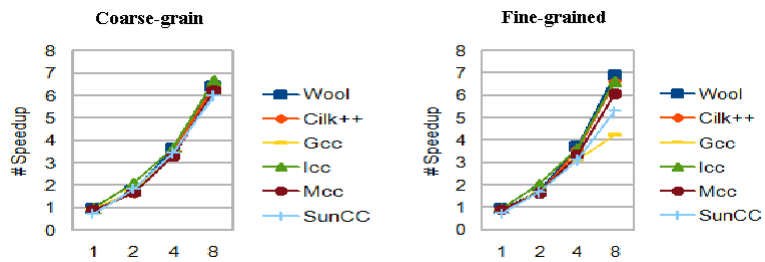 Coarse-grain
8
7
6
5
4
3
2
1
0
# Speedup
1 2 4 8
Wool
Cilk++
Gcc
Icc
Mcc
SunCC
Fine-grained
8
7
6
5
4
3
2
1
0
# Speedup
1 2 4 8
Wool
Cilk++
Gcc
Icc
Mcc
SunCC